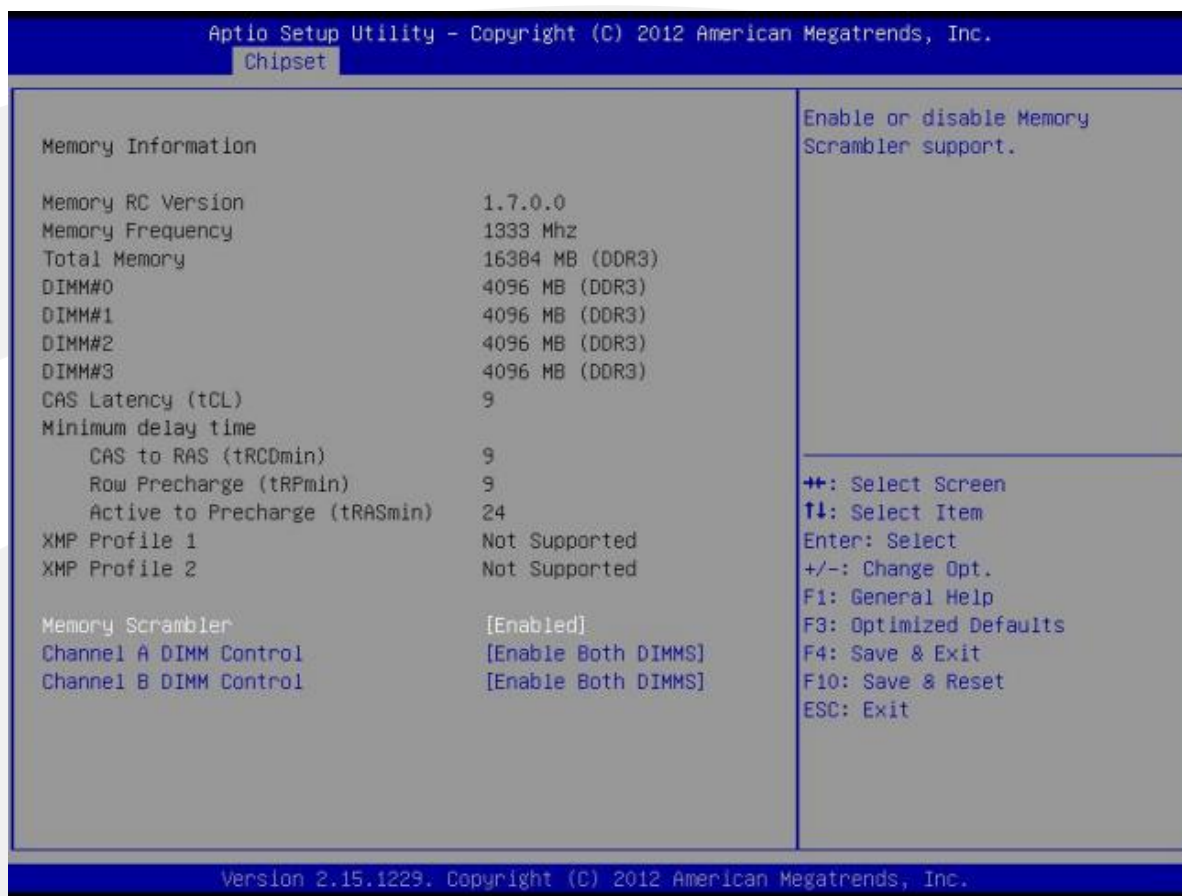 Aptio Setup Utility – Copyright (C) 2012 American Megatrends, Inc.
Chipset
Memory Information
Memory RC Version 1.7.0.0
Memory Frequency 1333 Mhz
Total Memory 16384 MB (DDR3)
DIMM#0 4096 MB (DDR3)
DIMM#1 4096 MB (DDR3)
DIMM#2 4096 MB (DDR3)
DIMM#3 4096 MB (DDR3)
CAS Latency (tCL) 9
Minimum delay time
CAS to RAS (tRCDmin) 9
Row Precharge (tRPmin) 9
Active to Precharge (tRASmin) 24
XMP Profile 1 Not Supported
XMP Profile 2 Not Supported
Memory Scrambler [Enabled]
Channel A DIMM Control [Enable Both DIMMS]
Channel B DIMM Control [Enable Both DIMMS]
Enable or disable Memory
Scrambler support.
→←: Select Screen
↑↓: Select Item
Enter: Select
+/-: Change Opt.
F1: General Help
F3: Optimized Defaults
F4: Save & Exit
F10: Save & Reset
ESC: Exit
Version 2.15.1229. Copyright (C) 2012 American Megatrends, Inc.